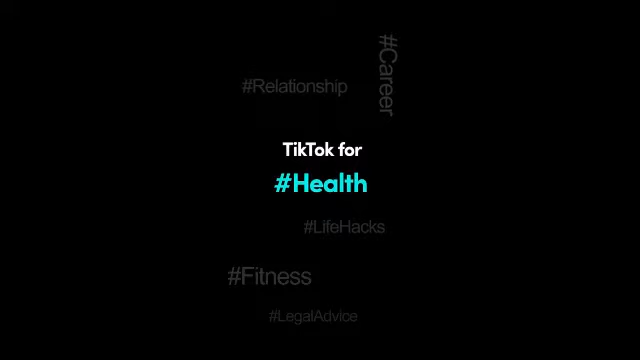 #Career
#Relationship
TikTok for
#Health
#LifeHacks
#Fitness
#LegalAdvice